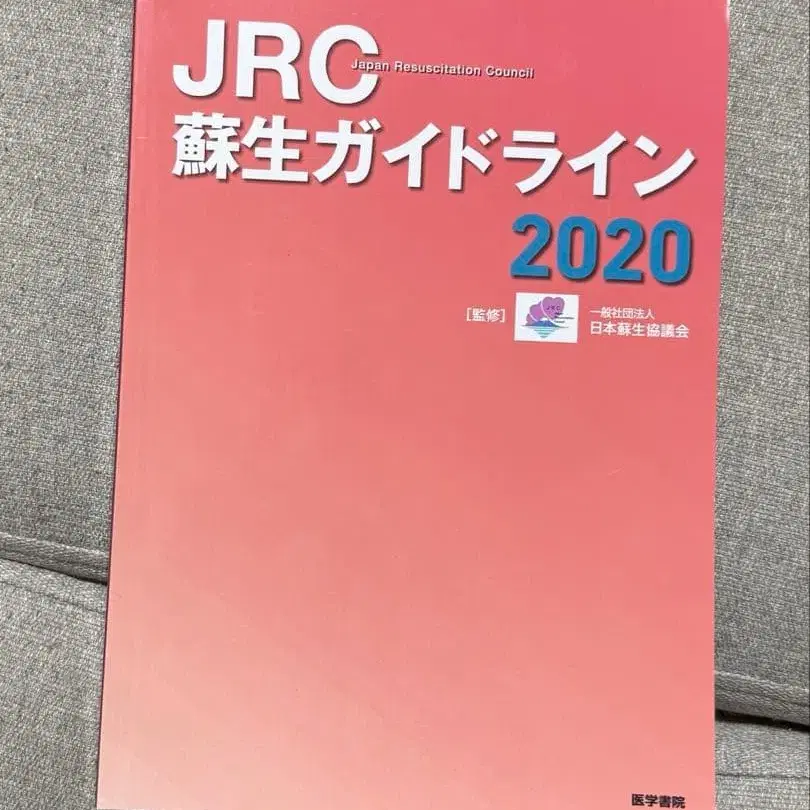 JRC
Japan Resuscitation Council
蘇生ガイドライン
2020
[監修]
JRC
一般社団法人
日本蘇生協議会
医学書院